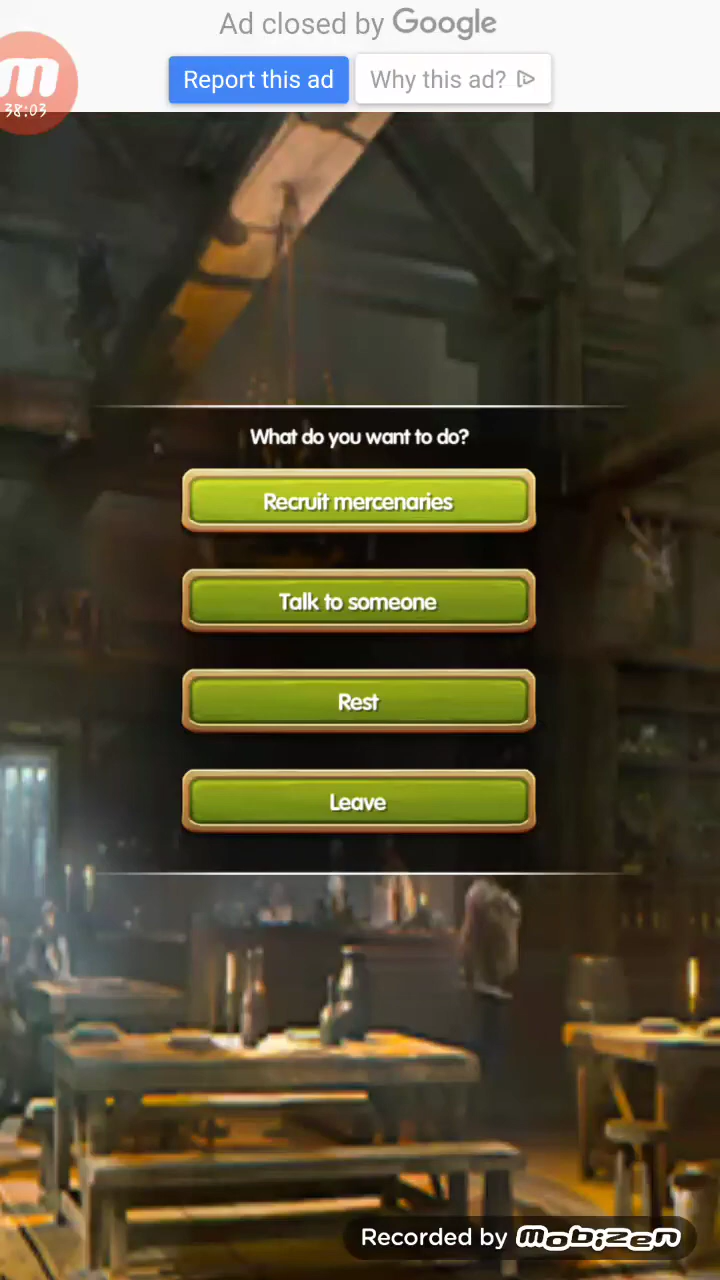 Ad closed by Google
Report this ad
Why this ad?
38:03
What do you want to do?
Recruit mercenaries
Talk to someone
Rest
Leave
Recorded by mobizen